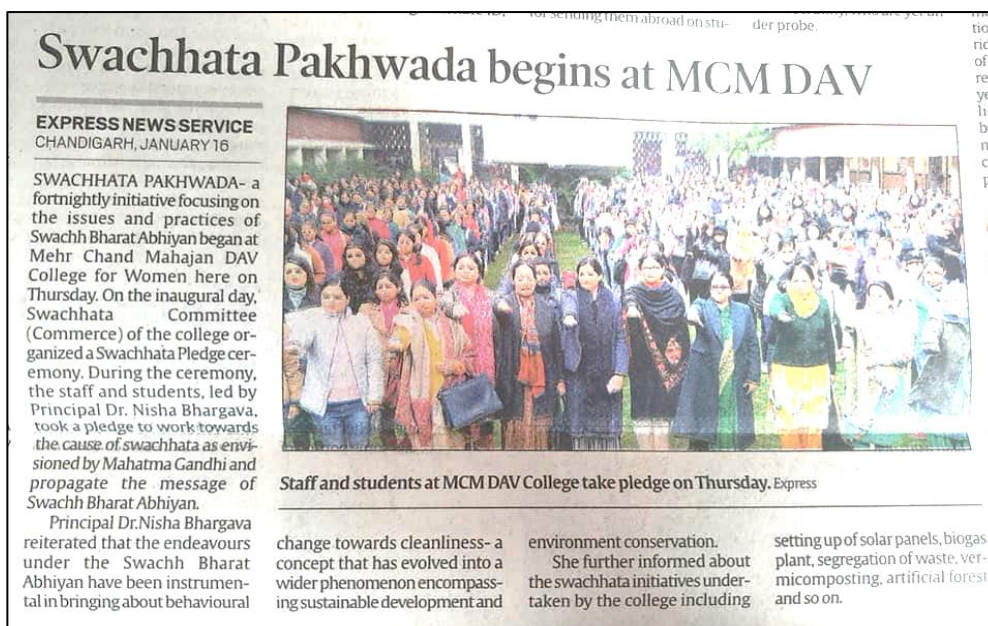 for sending them abroad on stu-
der probe.
Swachhata Pakhwada begins at MCM DAV
EXPRESS NEWS SERVICE
CHANDIGARH, JANUARY 16
SWACHHATA PAKHWADA- a
fortnightly initiative focusing on
the issues and practices of
Swachh Bharat Abhiyan began at
Mehr Chand Mahajan DAV
College for Women here on
Thursday. On the inaugural day,
Swachhata Committee
(Commerce) of the college or-
ganized a Swachhata Pledge cer-
emony. During the ceremony,
the staff and students, led by
Principal Dr. Nisha Bhargava,
took a pledge to work towards
the cause of swachhata as envi-
sioned by Mahatma Gandhi and
propagate the message of
Swachh Bharat Abhiyan.
Principal Dr.Nisha Bhargava
reiterated that the endeavours
under the Swachh Bharat
Abhiyan have been instrumen-
tal in bringing about behavioural
Staff and students at MCM DAV College take pledge on Thursday. Express
change towards cleanliness- a
concept that has evolved into a
wider phenomenon encompass-
ing sustainable development and
environment conservation.
She further informed about
the swachhata initiatives under-
taken by the college including
setting up of solar panels, biogas
plant, segregation of waste, ver-
micomposting, artificial forest
and so on.